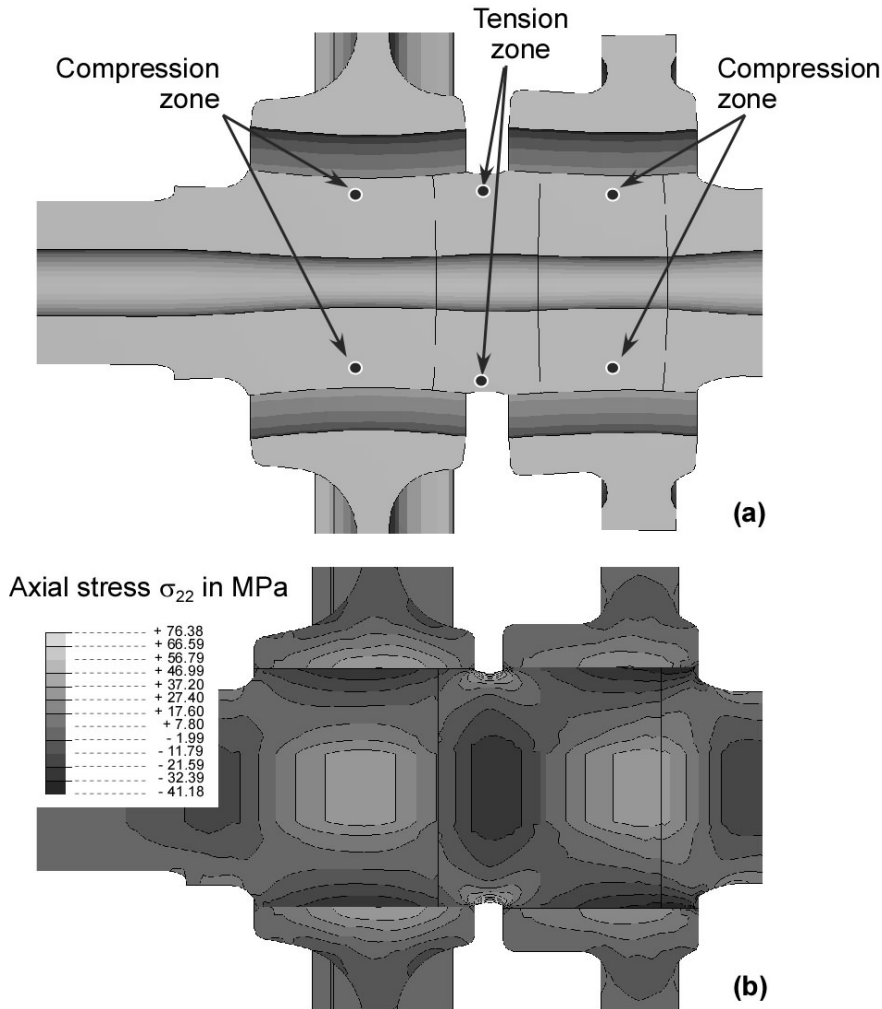 Tension
zone
Compression
zone
Compression
zone
(a)
Axial stress σ22 in MPa
+ 76.38
+ 66.59
+ 56.79
+ 46.99
+ 37.20
+ 27.40
+ 17.60
+ 7.80
- 1.99
- 11.79
- 21.59
- 32.39
- 41.18
(b)